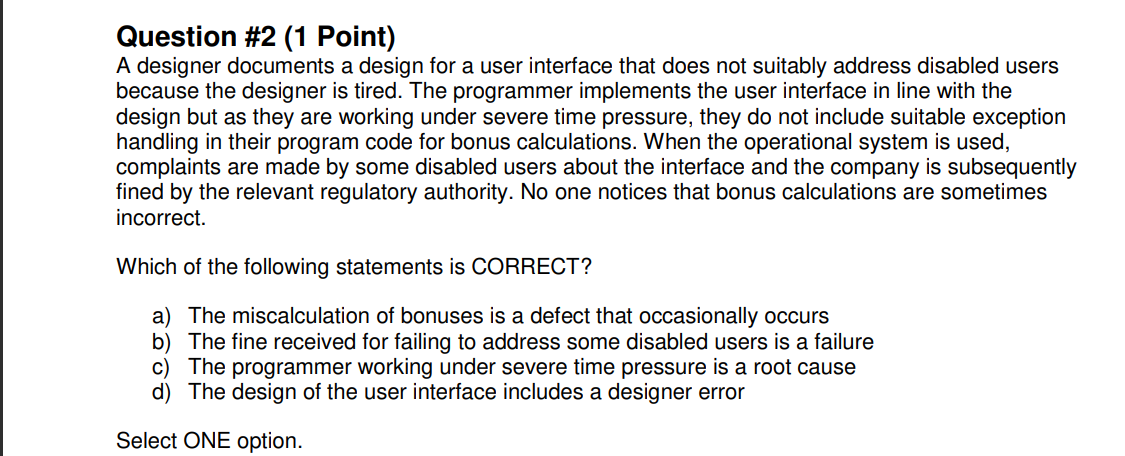 Question #2 (1 Point)
A designer documents a design for a user interface that does not suitably address disabled users
because the designer is tired. The programmer implements the user interface in line with the
design but as they are working under severe time pressure, they do not include suitable exception
handling in their program code for bonus calculations. When the operational system is used,
complaints are made by some disabled users about the interface and the company is subsequently
fined by the relevant regulatory authority. No one notices that bonus calculations are sometimes
incorrect.
Which of the following statements is CORRECT?
a) The miscalculation of bonuses is a defect that occasionally occurs
b) The fine received for failing to address some disabled users is a failure
c) The programmer working under severe time pressure is a root cause
d) The design of the user interface includes a designer error
Select ONE option.